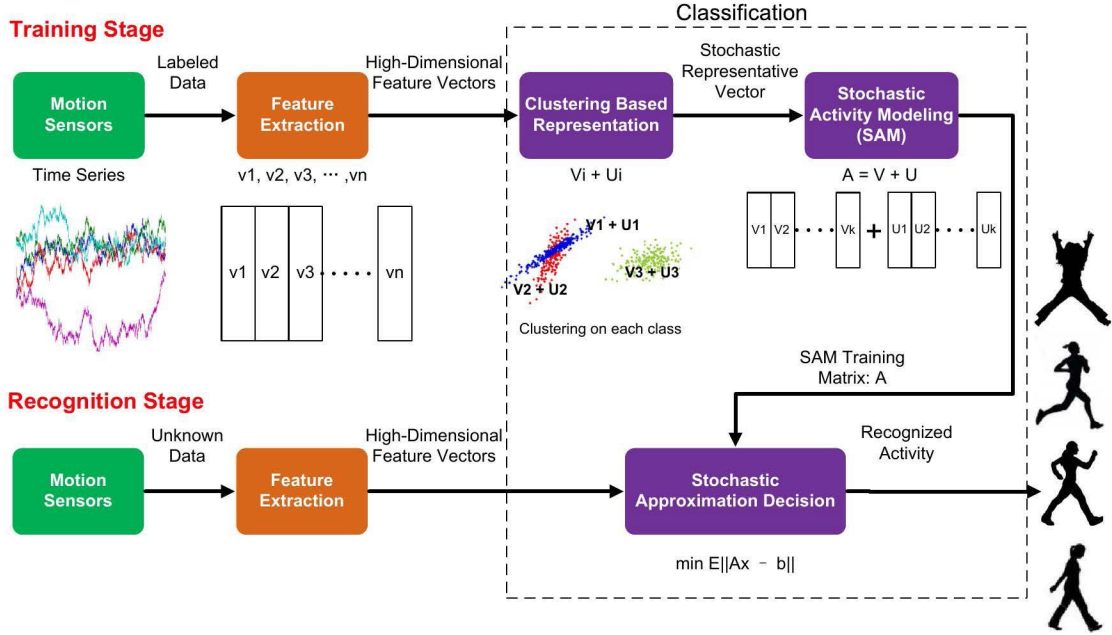 Classification
Training Stage
Labeled
Data
High-Dimensional
Feature Vectors
Stochastic
Representative
Vector
Motion
Sensors
Feature
Extraction
Clustering Based
Representation
Stochastic
Activity Modeling
(SAM)
Time Series
v1, v2, v3, ··· ,vn
Vi + Ui
A = V + U
v1 v2 v3 · · · · · vn
V1 + U1
V2 + U2
V3 + U3
Clustering on each class
V1 V2 · · · · · Vk + U1 U2 · · · · · Uk
SAM Training
Matrix: A
Recognition Stage
Unknown
Data
High-Dimensional
Feature Vectors
Recognized
Activity
Motion
Sensors
Feature
Extraction
Stochastic
Approximation Decision
min E||Ax - b||